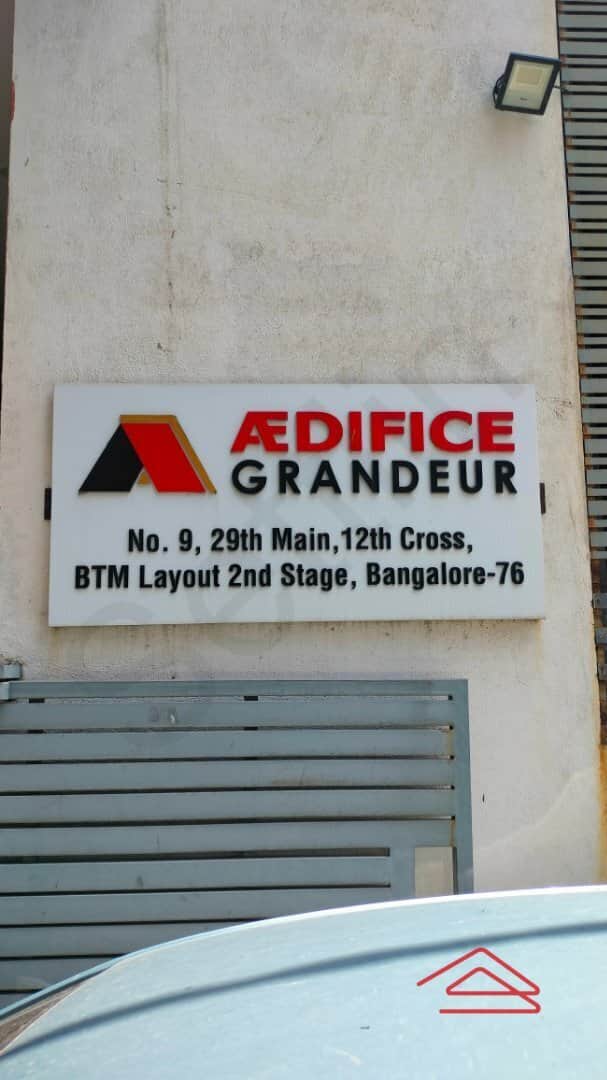 ÆDIFICE
GRANDEUR
No. 9, 29th Main,12th Cross,
BTM Layout 2nd Stage, Bangalore-76